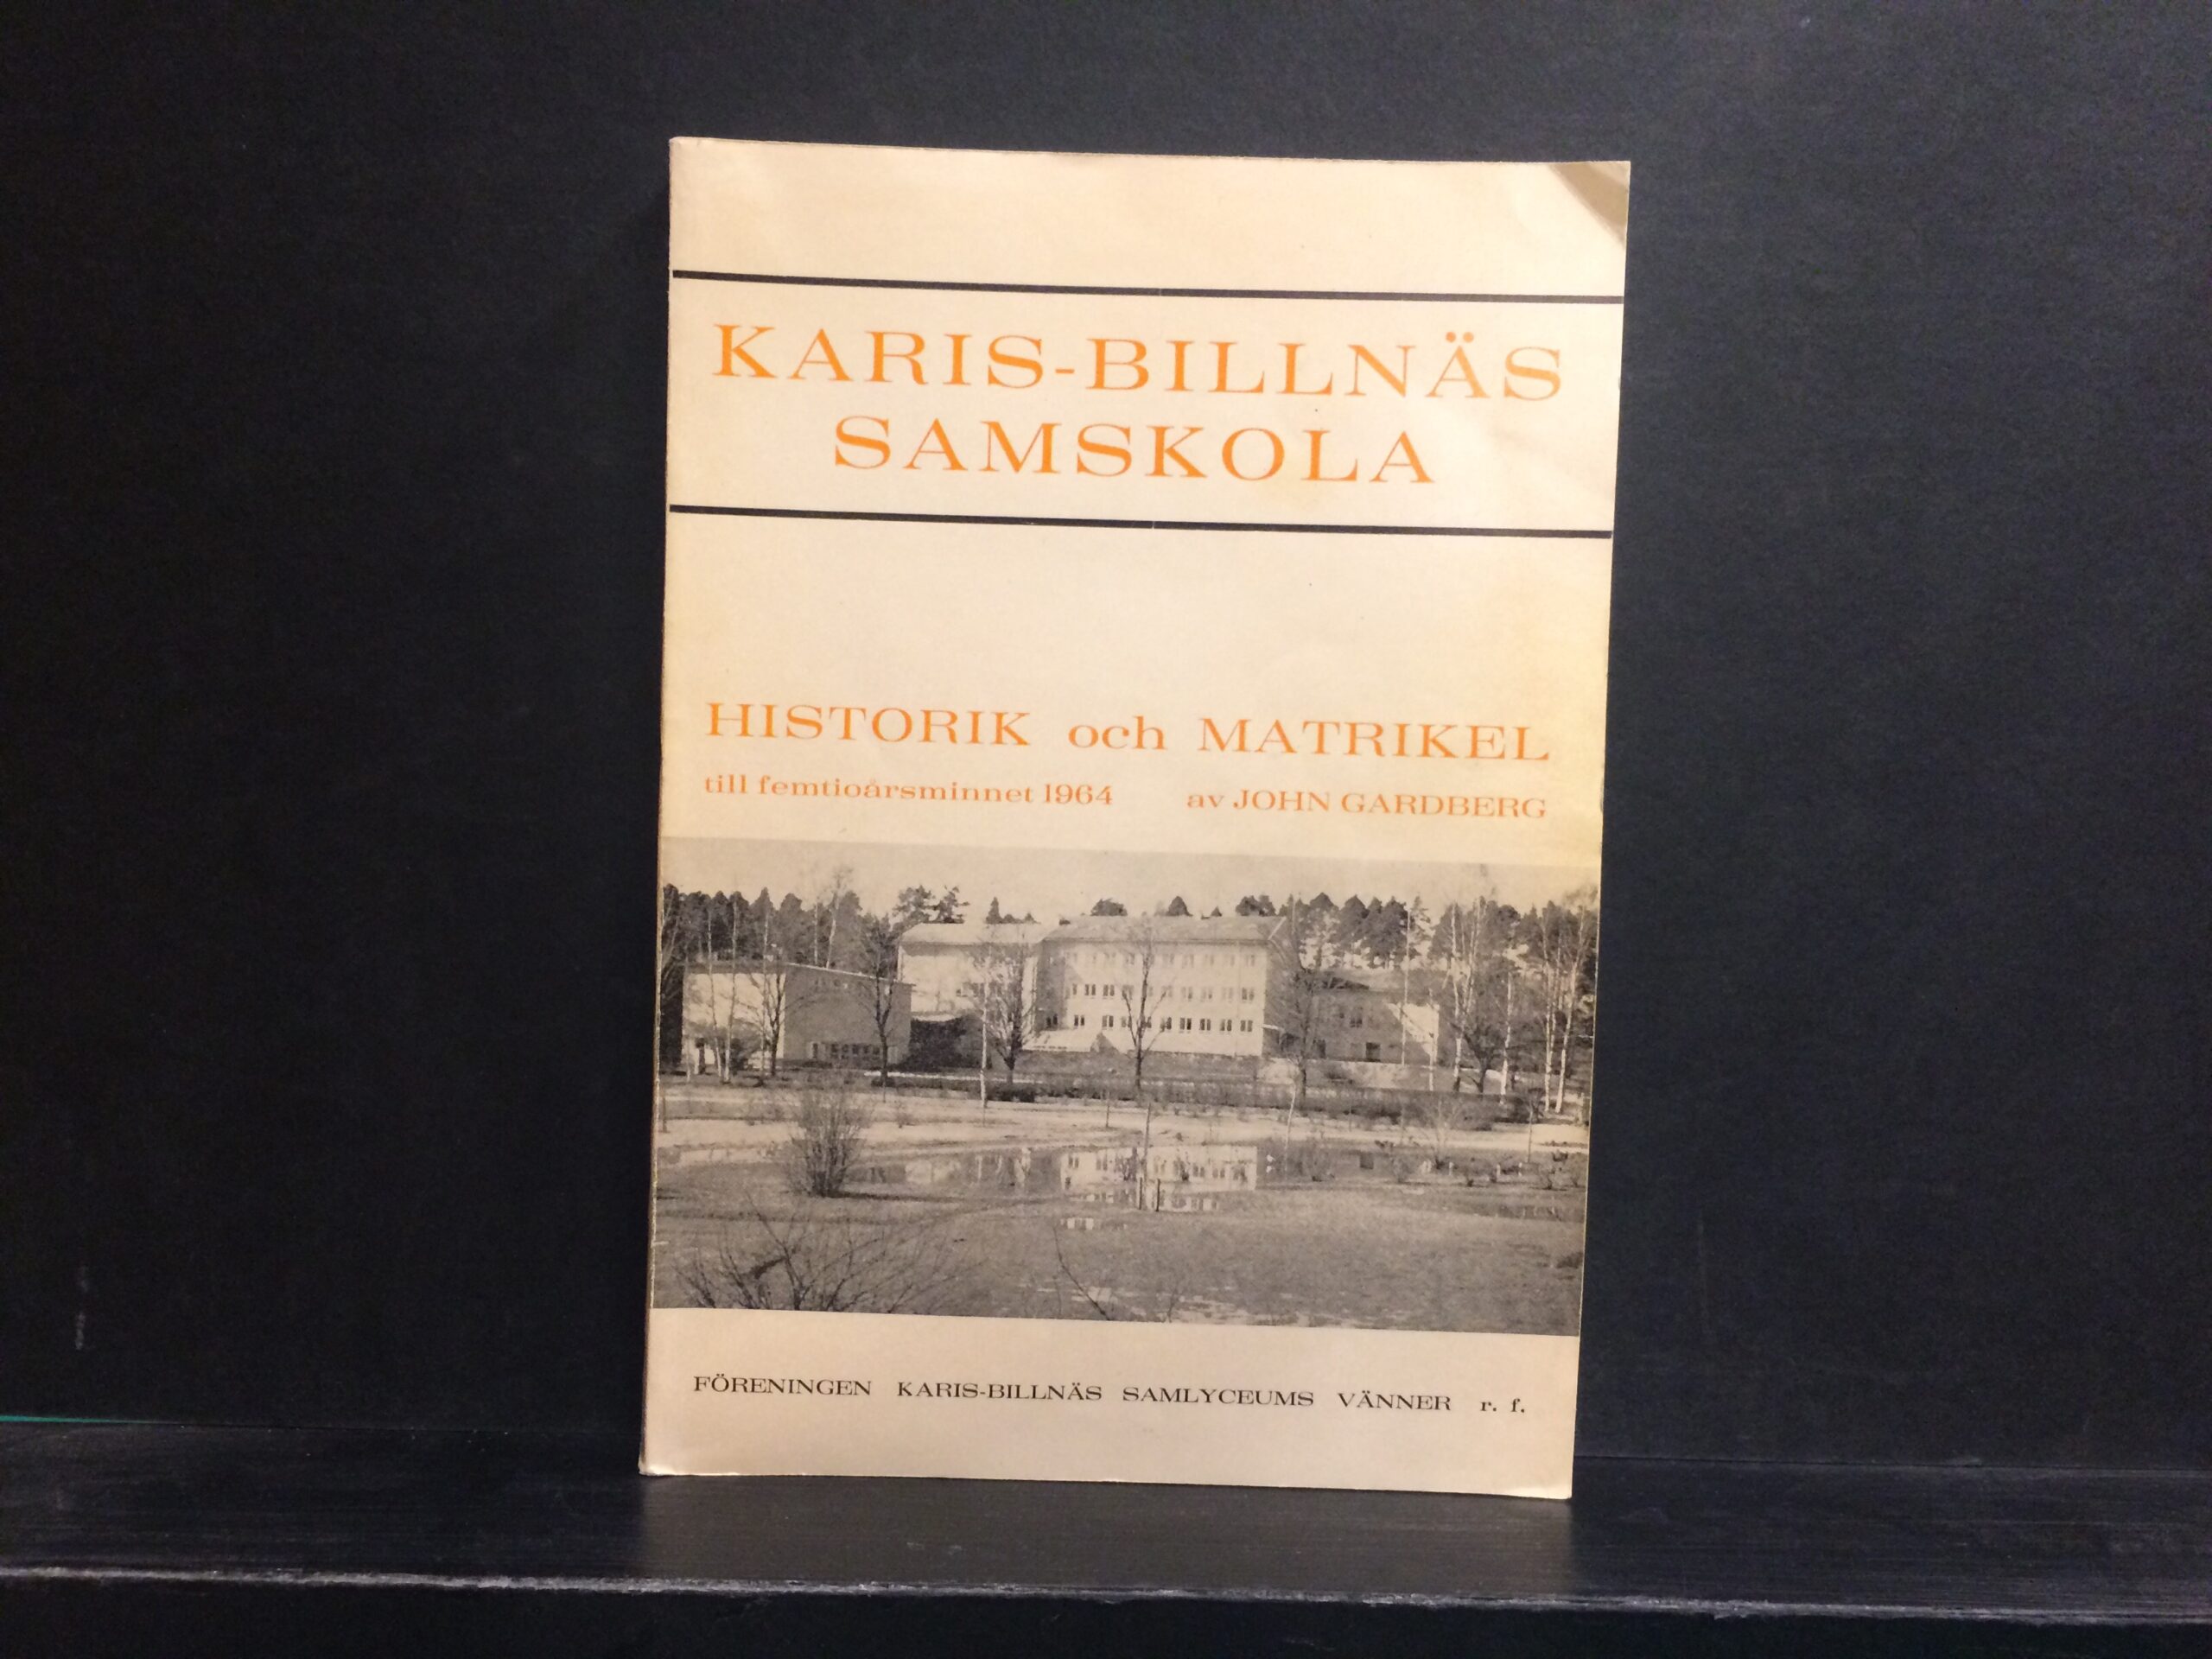 KARIS-BILLNÄS
SAMSKOLA
HISTORIK och MATRIKEL
till femtioårsminnet 1964 av JOHN GARDBERG
FÖRENINGEN KARIS-BILLNÄS SAMLYCEUMS VÄNNER r. f.